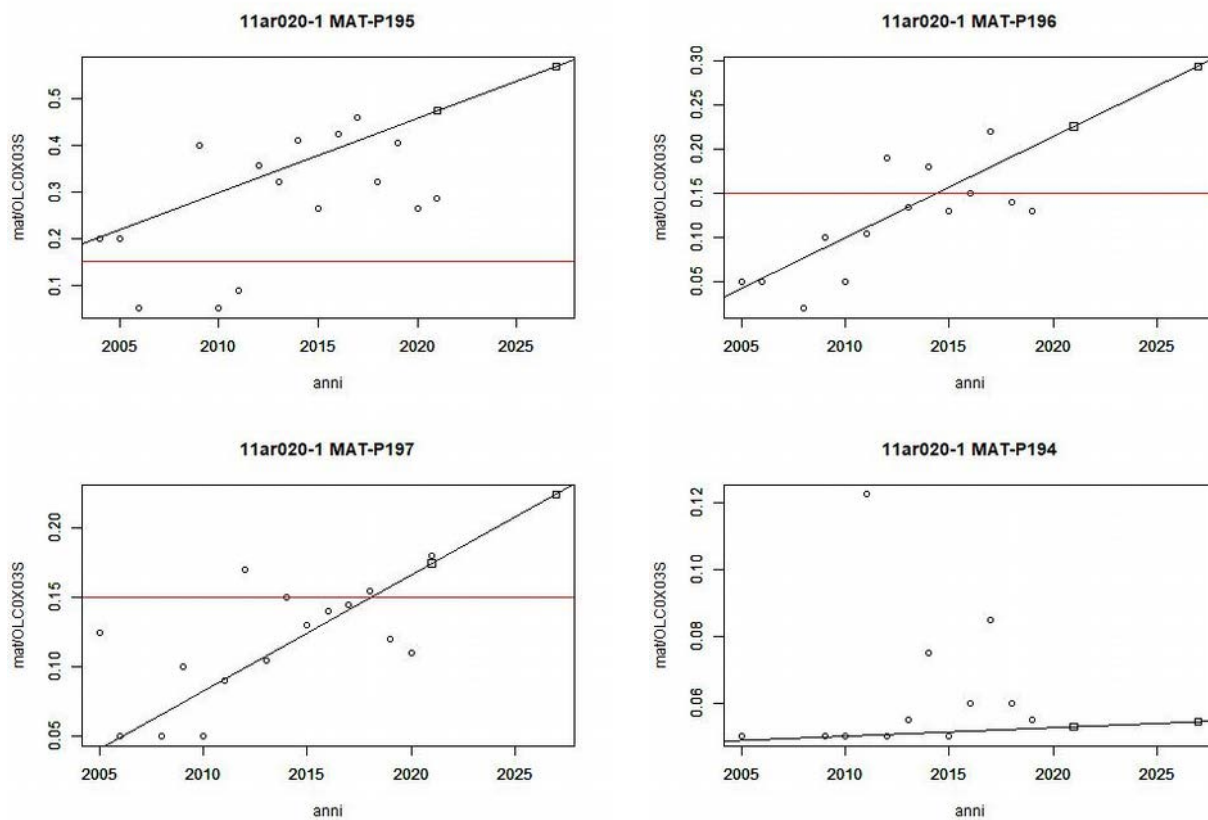 11ar020-1 MAT-P195
mat/OLC0X03S
0.5
0.4
0.3
0.2
0.1
2005 2010 2015 2020 2025
anni
11ar020-1 MAT-P196
mat/OLC0X03S
0.30
0.25
0.20
0.15
0.10
0.05
2005 2010 2015 2020 2025
anni
11ar020-1 MAT-P197
mat/OLC0X03S
0.20
0.15
0.10
0.05
2005 2010 2015 2020 2025
anni
11ar020-1 MAT-P194
mat/OLC0X03S
0.12
0.10
0.08
0.06
2005 2010 2015 2020 2025
anni